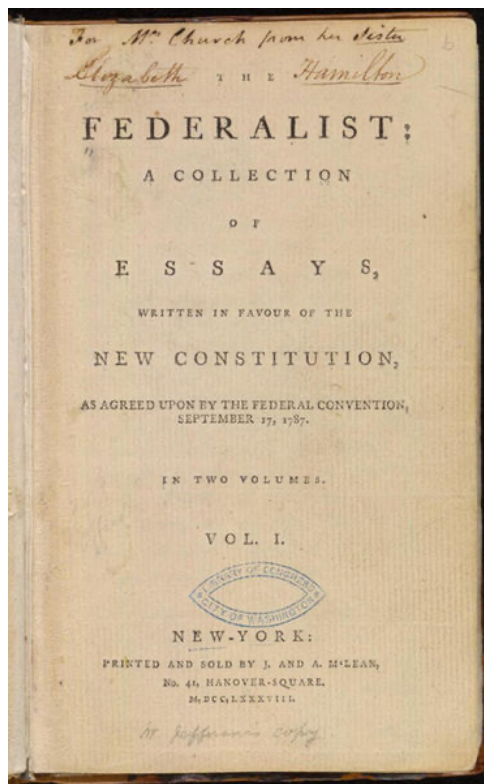 For Mrs. Church from her Sister
Elizabeth Hamilton
THE
FEDERALIST:
A COLLECTION
OF
ESSAYS,
WRITTEN IN FAVOUR OF THE
NEW CONSTITUTION,
AS AGREED UPON BY THE FEDERAL CONVENTION,
SEPTEMBER 17, 1787.
IN TWO VOLUMES.
VOL. I.
LIBRARY OF CONGRESS
CITY OF WASHINGTON
NEW-YORK:
PRINTED AND SOLD BY J. AND A. M‘LEAN,
No. 41, HANOVER-SQUARE.
M,DCC,LXXXVIII.
Mr Jefferson's copy